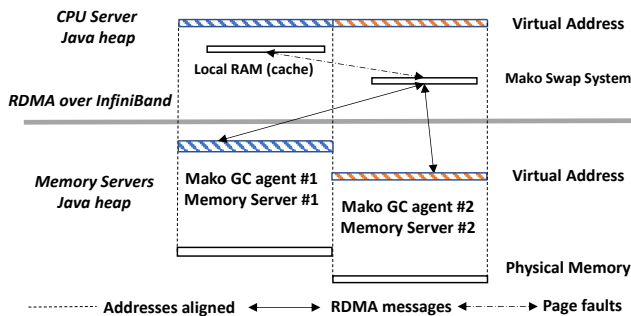 CPU Server
Java heap
Virtual Address
Local RAM (cache)
Mako Swap System
RDMA over InfiniBand
Memory Servers
Java heap
Mako GC agent #1
Memory Server #1
Mako GC agent #2
Memory Server #2
Virtual Address
Physical Memory
Addresses aligned
RDMA messages
Page faults